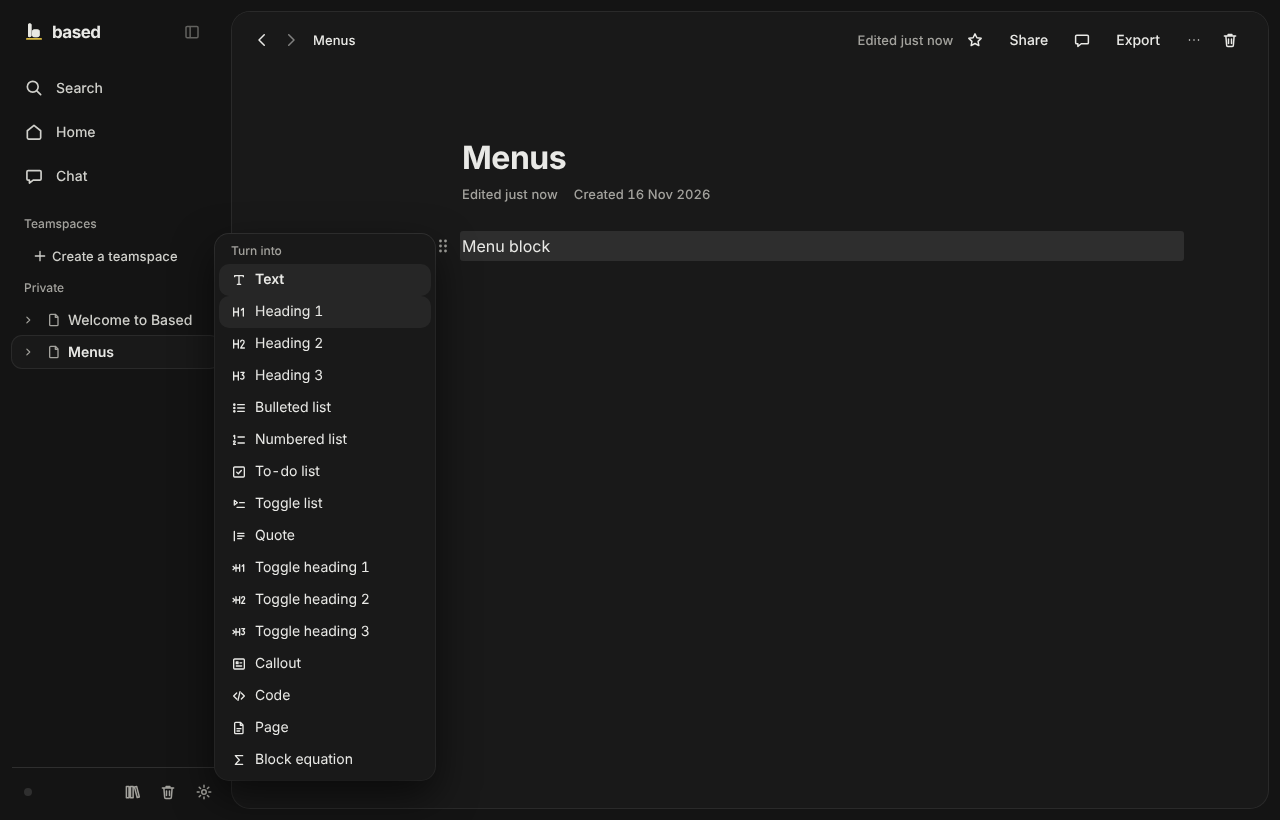 based
Search
Home
Chat
Teamspaces
Create a teamspace
Private
Welcome to Based
Menus
Menus
Edited just now
Share
Export
Menus
Edited just now Created 16 Nov 2026
Menu block
Turn into
Text
Heading 1
Heading 2
Heading 3
Bulleted list
Numbered list
To-do list
Toggle list
Quote
Toggle heading 1
Toggle heading 2
Toggle heading 3
Callout
Code
Page
Block equation